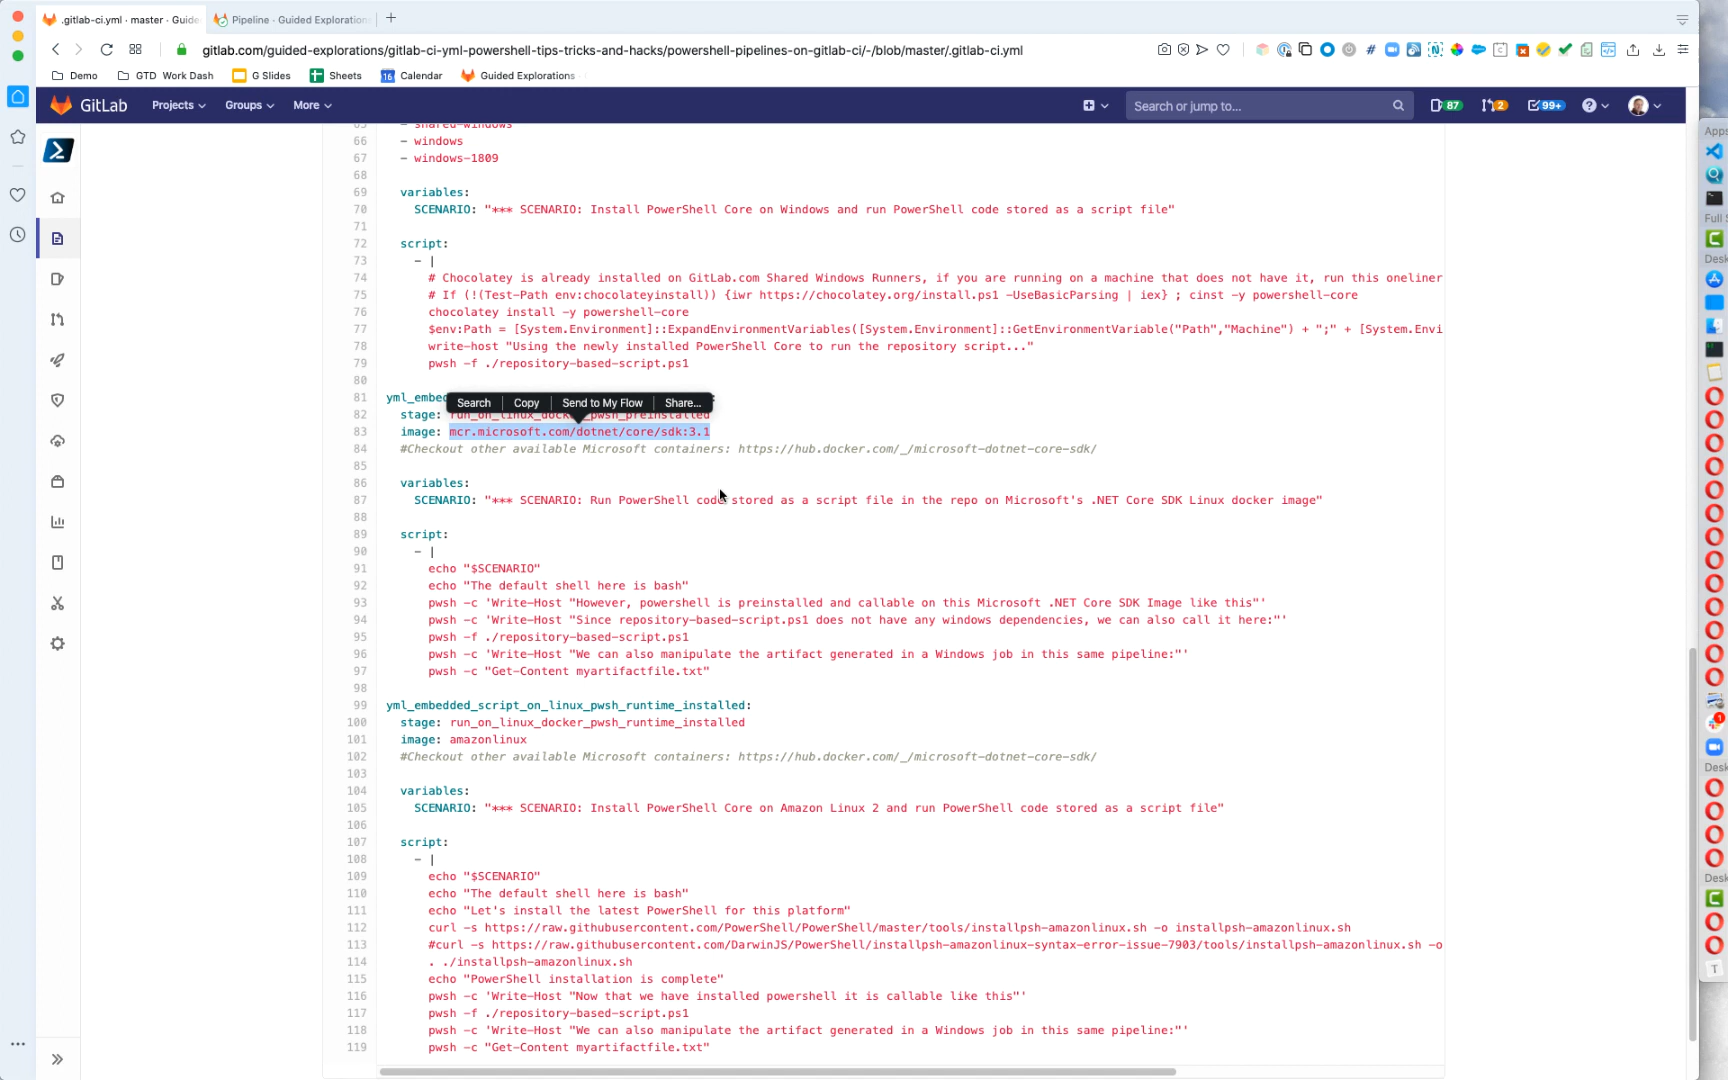 .gitlab-ci.yml · master · Guide
Pipeline · Guided Explorations
gitlab.com/guided-explorations/gitlab-ci-yml-powershell-tips-tricks-and-hacks/powershell-pipelines-on-gitlab-ci/-/blob/master/.gitlab-ci.yml
Demo
GTD Work Dash
G Slides
Sheets
Calendar
Guided Explorations
GitLab
Projects
Groups
More
Search or jump to...
87
2
99+
Apps
65 - shared-windows
66 - windows
67 - windows-1809
68
69 variables:
70 SCENARIO: "*** SCENARIO: Install PowerShell Core on Windows and run PowerShell code stored as a script file"
71
72 script:
73 - |
74 # Chocolatey is already installed on GitLab.com Shared Windows Runners, if you are running on a machine that does not have it, run this oneliner
75 # If (!(Test-Path env:chocolateyinstall)) {iwr https://chocolatey.org/install.ps1 -UseBasicParsing | iex} ; cinst -y powershell-core
76 chocolatey install -y powershell-core
77 $env:Path = [System.Environment]::ExpandEnvironmentVariables([System.Environment]::GetEnvironmentVariable("Path","Machine") + ";" + [System.Envi
78 write-host "Using the newly installed PowerShell Core to run the repository script..."
79 pwsh -f ./repository-based-script.ps1
80
81 yml_embed
Search
Copy
Send to My Flow
Share...
82 stage: run_on_linux_docker_pwsh_preinstalled
83 image: mcr.microsoft.com/dotnet/core/sdk:3.1
84 #Checkout other available Microsoft containers: https://hub.docker.com/_/microsoft-dotnet-core-sdk/
85
86 variables:
87 SCENARIO: "*** SCENARIO: Run PowerShell code stored as a script file in the repo on Microsoft's .NET Core SDK Linux docker image"
88
89 script:
90 - |
91 echo "$SCENARIO"
92 echo "The default shell here is bash"
93 pwsh -c 'Write-Host "However, powershell is preinstalled and callable on this Microsoft .NET Core SDK Image like this"'
94 pwsh -c 'Write-Host "Since repository-based-script.ps1 does not have any windows dependencies, we can also call it here:"'
95 pwsh -f ./repository-based-script.ps1
96 pwsh -c 'Write-Host "We can also manipulate the artifact generated in a Windows job in this same pipeline:"'
97 pwsh -c "Get-Content myartifactfile.txt"
98
99 yml_embedded_script_on_linux_pwsh_runtime_installed:
100 stage: run_on_linux_docker_pwsh_runtime_installed
101 image: amazonlinux
102 #Checkout other available Microsoft containers: https://hub.docker.com/_/microsoft-dotnet-core-sdk/
103
104 variables:
105 SCENARIO: "*** SCENARIO: Install PowerShell Core on Amazon Linux 2 and run PowerShell code stored as a script file"
106
107 script:
108 - |
109 echo "$SCENARIO"
110 echo "The default shell here is bash"
111 echo "Let's install the latest PowerShell for this platform"
112 curl -s https://raw.githubusercontent.com/PowerShell/PowerShell/master/tools/installpsh-amazonlinux.sh -o installpsh-amazonlinux.sh
113 #curl -s https://raw.githubusercontent.com/DarwinJS/PowerShell/installpsh-amazonlinux-syntax-error-issue-7903/tools/installpsh-amazonlinux.sh -o
114 . ./installpsh-amazonlinux.sh
115 echo "PowerShell installation is complete"
116 pwsh -c 'Write-Host "Now that we have installed powershell it is callable like this"'
117 pwsh -f ./repository-based-script.ps1
118 pwsh -c 'Write-Host "We can also manipulate the artifact generated in a Windows job in this same pipeline:"'
119 pwsh -c "Get-Content myartifactfile.txt"
Full
Desk
Desk
Desk